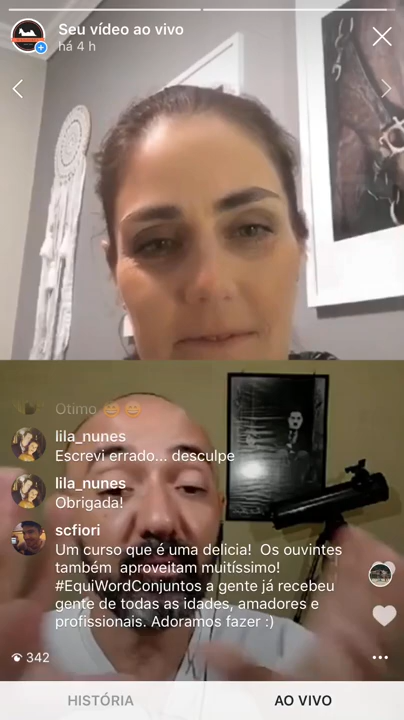 Seu vídeo ao vivo
há 4 h
Otimo
lila_nunes
Escrevi errado... desculpe
lila_nunes
Obrigada!
scfiori
Um curso que é uma delicia!  Os ouvintes
também  aproveitam muitíssimo!
#EquiWordConjuntos a gente já recebeu
gente de todas as idades, amadores e
profissionais. Adoramos fazer :)
342
HISTÓRIA
AO VIVO